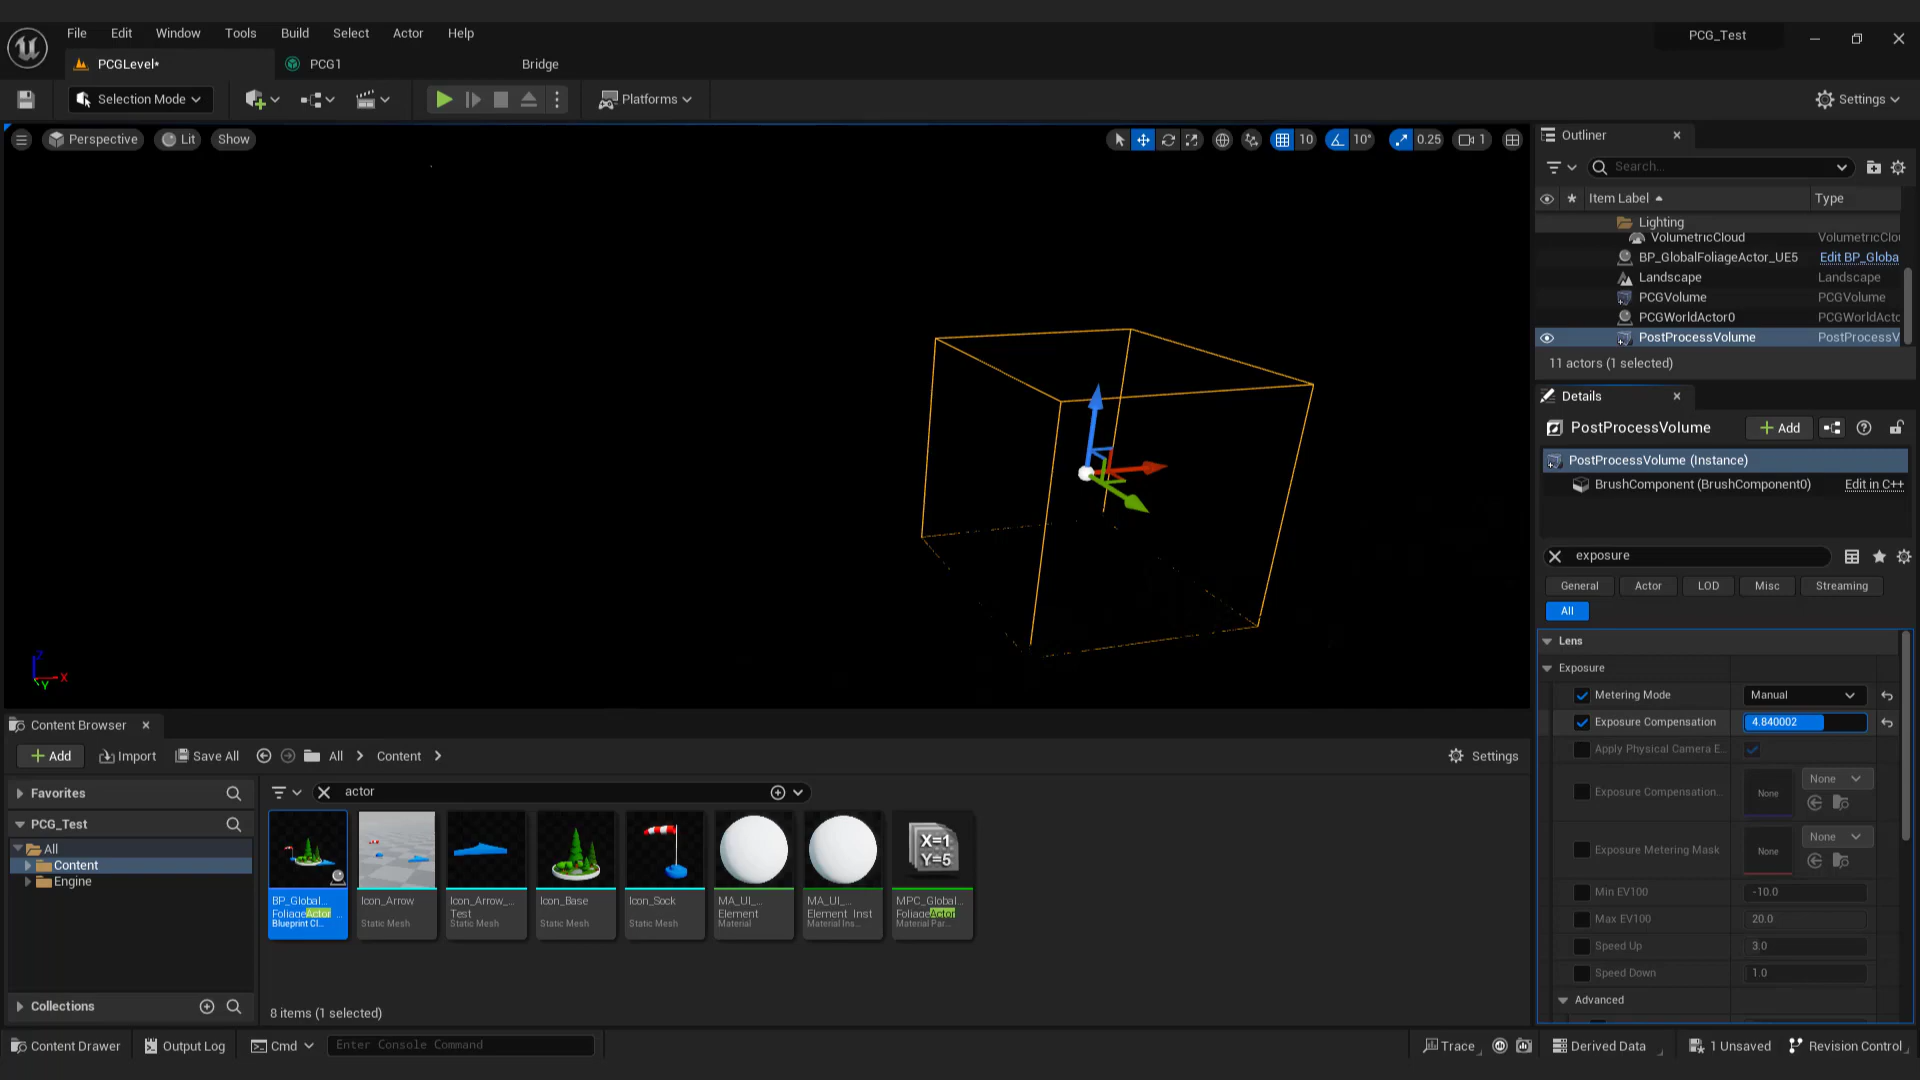 File Edit Window Tools Build Select Actor Help
PCG_Test
PCGLevel*
PCG1
Bridge
Selection Mode
Platforms
Settings
Perspective
Lit
Show
10
10°
0.25
1
Outliner
Search...
Item Label
Type
Lighting
VolumetricCloud
VolumetricClou
BP_GlobalFoliageActor_UE5
Edit BP_Globa
Landscape
Landscape
PCGVolume
PCGVolume
PCGWorldActor0
PCGWorldActo
PostProcessVolume
PostProcessV
11 actors (1 selected)
Details
PostProcessVolume
Add
PostProcessVolume (Instance)
BrushComponent (BrushComponent0)
Edit in C++
exposure
General
Actor
LOD
Misc
Streaming
All
Lens
Exposure
Metering Mode
Manual
Exposure Compensation
4.840002
Apply Physical Camera E...
Exposure Compensation...
None
None
Exposure Metering Mask
None
None
Min EV100
-10.0
Max EV100
20.0
Speed Up
3.0
Speed Down
1.0
Advanced
Z
X
Y
Content Browser
Add
Import
Save All
All
Content
Settings
Favorites
PCG_Test
All
Content
Engine
Collections
actor
BP_Global...
FoliageActor_...
Blueprint Cl...
Icon_Arrow
Static Mesh
Icon_Arrow_...
Test
Static Mesh
Icon_Base
Static Mesh
Icon_Sock
Static Mesh
MA_UI_...
Element
Material
MA_UI_...
Element_Inst
Material Ins...
X=1
Y=5
MPC_Global...
FoliageActor
Material Par...
8 items (1 selected)
Content Drawer
Output Log
Cmd
Enter Console Command
Trace
Derived Data
1 Unsaved
Revision Control